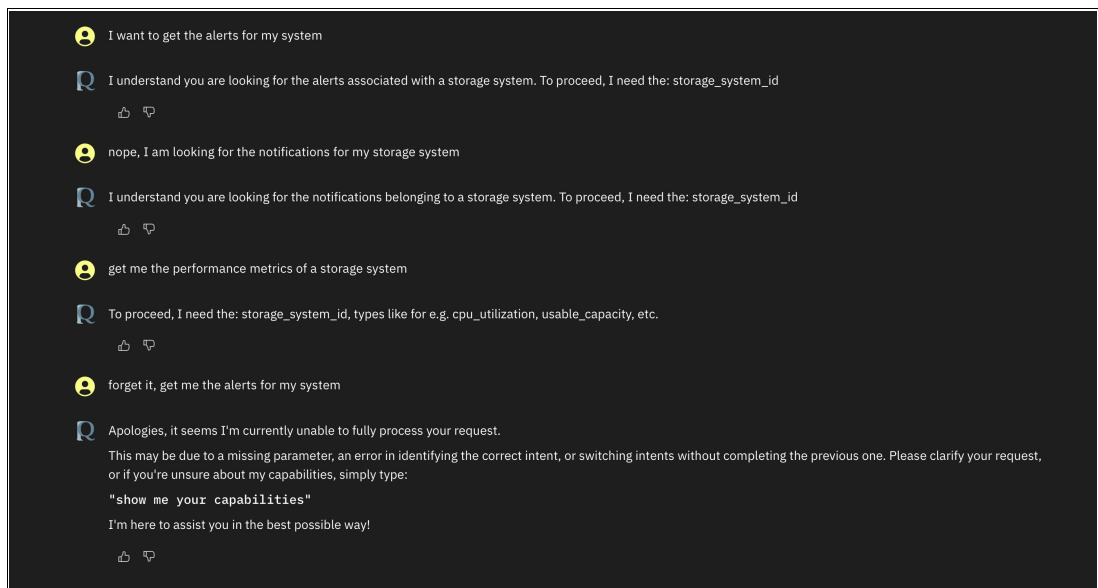 I want to get the alerts for my system
I understand you are looking for the alerts associated with a storage system. To proceed, I need the: storage_system_id
nope, I am looking for the notifications for my storage system
I understand you are looking for the notifications belonging to a storage system. To proceed, I need the: storage_system_id
get me the performance metrics of a storage system
To proceed, I need the: storage_system_id, types like for e.g. cpu_utilization, usable_capacity, etc.
forget it, get me the alerts for my system
Apologies, it seems I'm currently unable to fully process your request.
This may be due to a missing parameter, an error in identifying the correct intent, or switching intents without completing the previous one. Please clarify your request,
or if you're unsure about my capabilities, simply type:
"show me your capabilities"
I'm here to assist you in the best possible way!